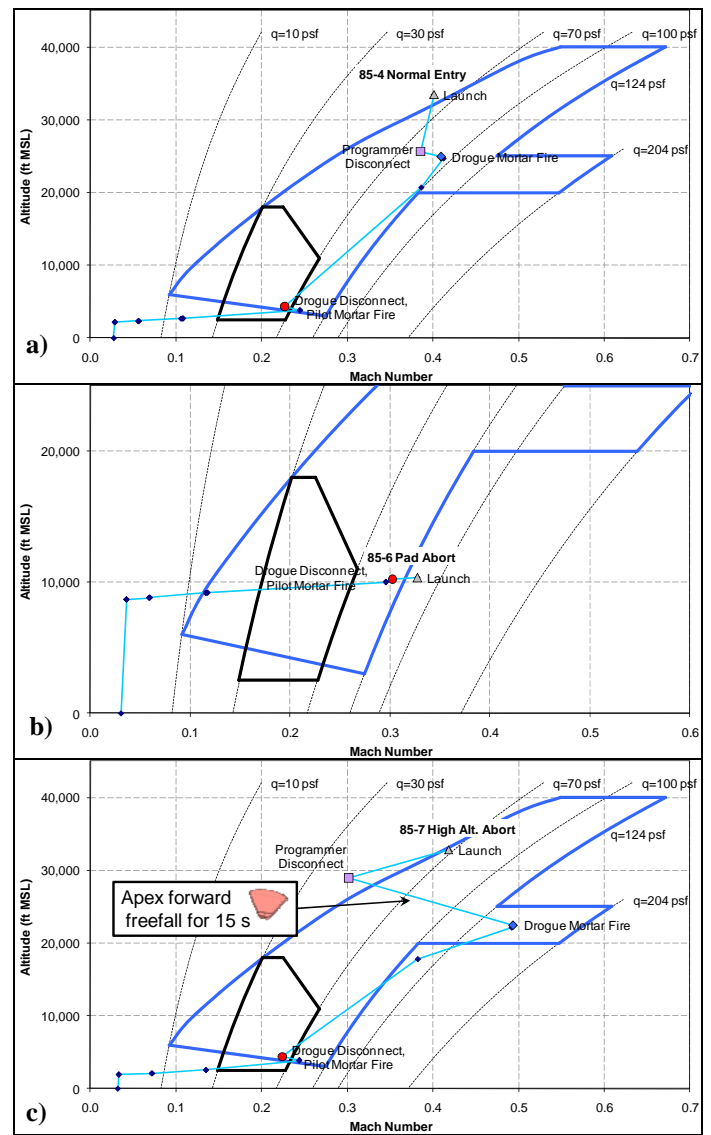 q=10 psf
q=30 psf
q=70 psf
q=100 psf
40,000
85-4 Normal Entry
q=124 psf
Launch
30,000
Programmer
Disconnect
Drogue Mortar Fire
q=204 psf
20,000
10,000
Drogue Disconnect,
Pilot Mortar Fire
0
0.0 0.1 0.2 0.3 0.4 0.5 0.6 0.7
Altitude (ft MSL)
Mach Number
a)
20,000
85-6 Pad Abort
Drogue Disconnect,
Pilot Mortar Fire
Launch
10,000
0
0.0 0.1 0.2 0.3 0.4 0.5 0.6
Altitude (ft MSL)
Mach Number
b)
q=10 psf
q=30 psf
q=70 psf
q=100 psf
40,000
85-7 High Alt. Abort
q=124 psf
Programmer
Disconnect
Launch
30,000
Apex forward
freefall for 15 s
q=204 psf
Drogue Mortar Fire
20,000
10,000
Drogue Disconnect,
Pilot Mortar Fire
0
0.0 0.1 0.2 0.3 0.4 0.5 0.6 0.7
Altitude (ft MSL)
Mach Number
c)